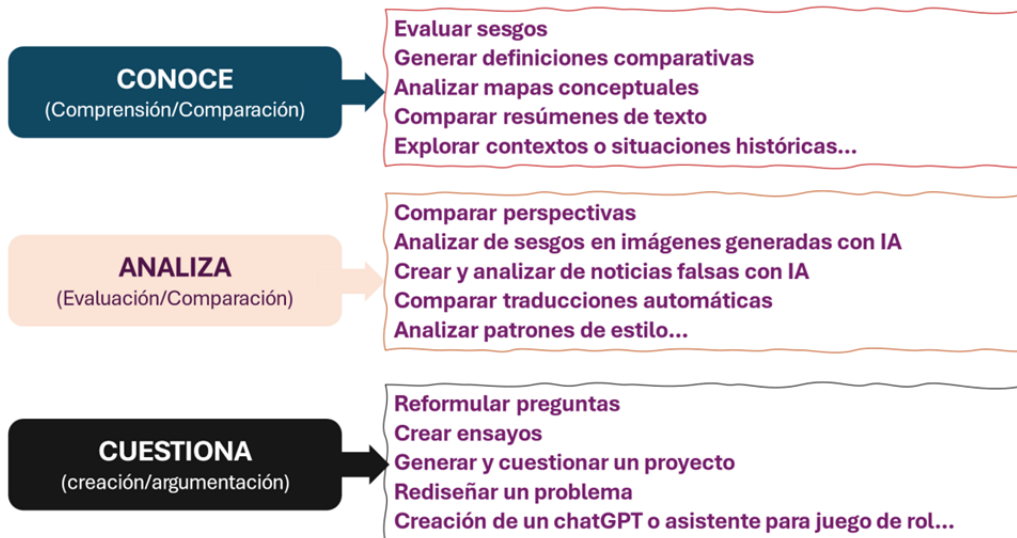 CONOCE
(Comprensión/Comparación)
Evaluar sesgos
Generar definiciones comparativas
Analizar mapas conceptuales
Comparar resúmenes de texto
Explorar contextos o situaciones históricas...
ANALIZA
(Evaluación/Comparación)
Comparar perspectivas
Analizar de sesgos en imágenes generadas con IA
Crear y analizar de noticias falsas con IA
Comparar traducciones automáticas
Analizar patrones de estilo...
CUESTIONA
(creación/argumentación)
Reformular preguntas
Crear ensayos
Generar y cuestionar un proyecto
Rediseñar un problema
Creación de un chatGPT o asistente para juego de rol...